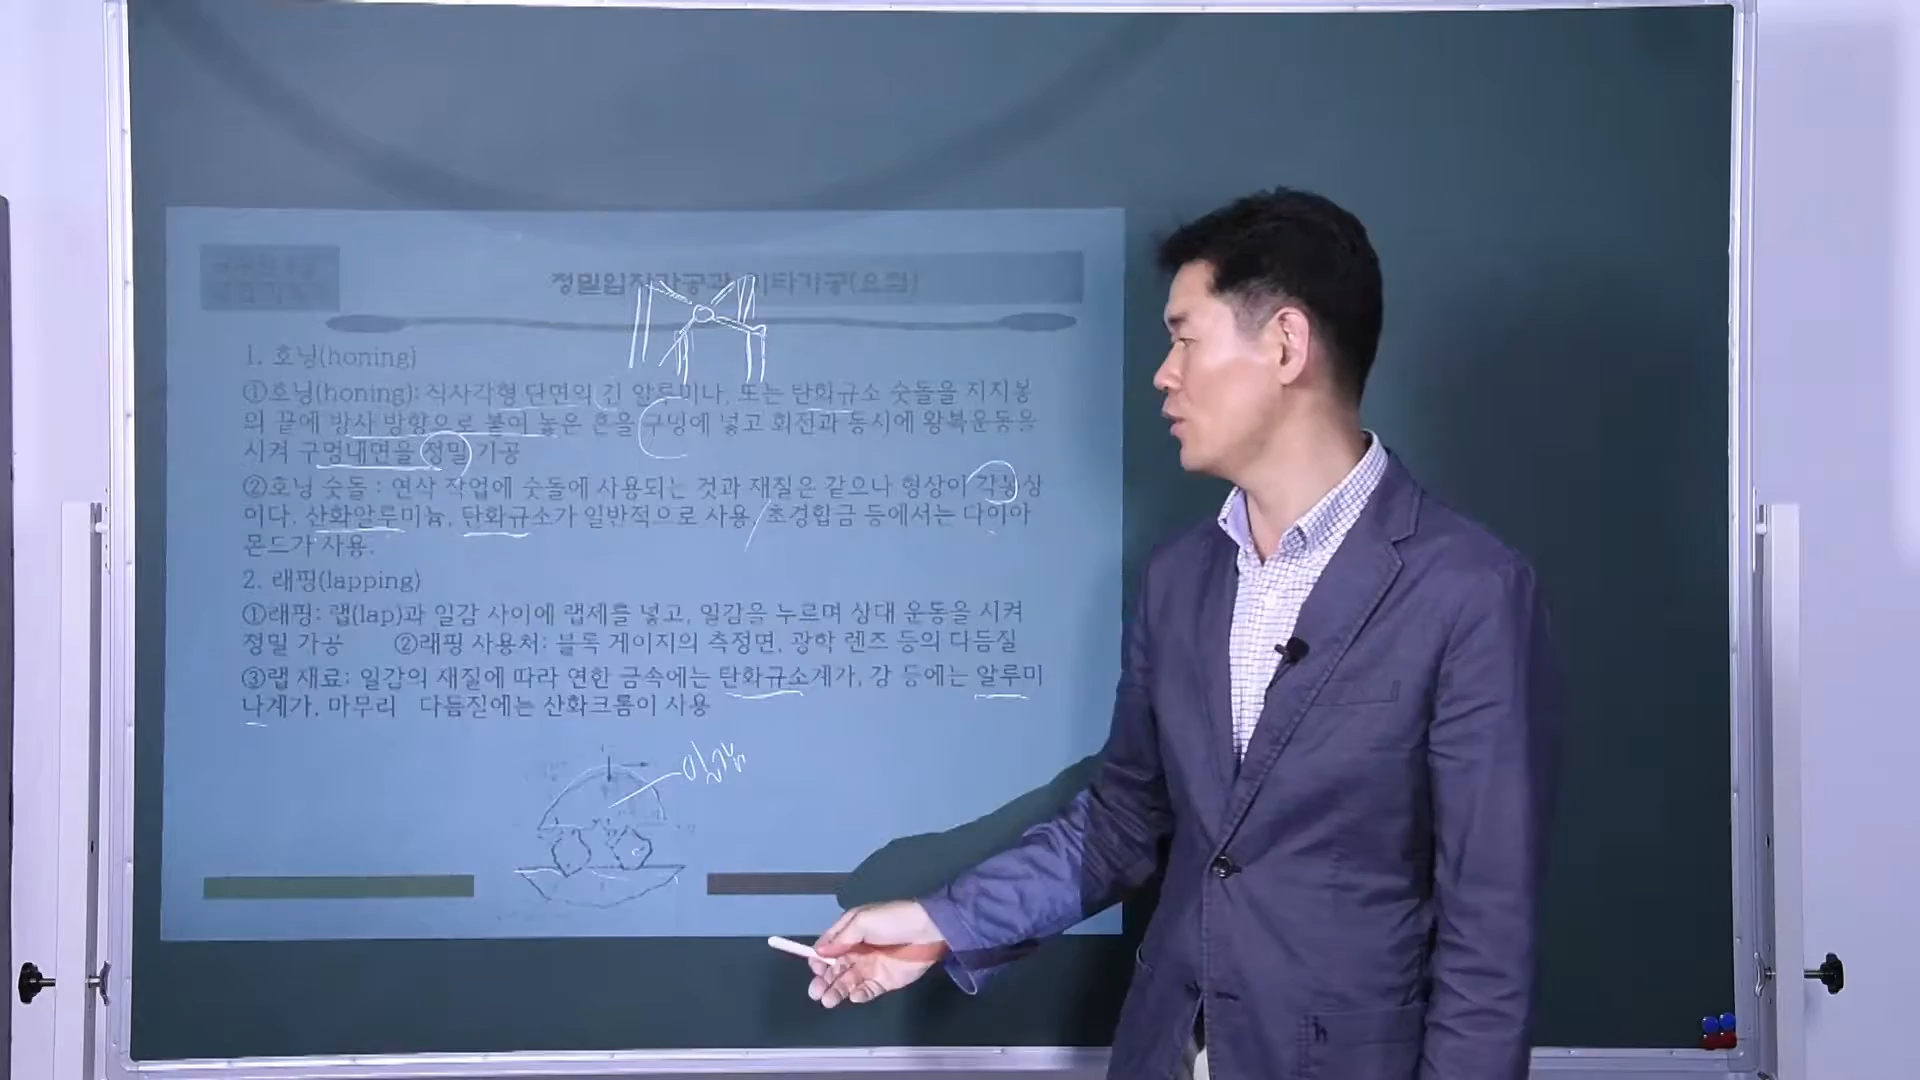 정밀입자가공과 기타가공(요점)
1. 호닝(honing)
①호닝(honing): 직사각형 단면의 긴 알루미나, 또는 탄화규소 숫돌을 지지봉
의 끝에 방사 방향으로 붙여 놓은 혼을 구멍에 넣고 회전과 동시에 왕복운동을
시켜 구멍내면을 정밀 가공
②호닝 숫돌 : 연삭 작업에 숫돌에 사용되는 것과 재질은 같으나 형상이 각봉상
이다. 산화알루미늄, 탄화규소가 일반적으로 사용, 초경합금 등에서는 다이아
몬드가 사용.
2. 래핑(lapping)
①래핑: 랩(lap)과 일감 사이에 랩제를 넣고, 일감을 누르며 상대 운동을 시켜
정밀 가공 ②래핑 사용처: 블록 게이지의 측정면, 광학 렌즈 등의 다듬질
③랩 재료: 일감의 재질에 따라 연한 금속에는 탄화규소계가, 강 등에는 알루미
나계가, 마무리 다듬질에는 산화크롬이 사용
일감